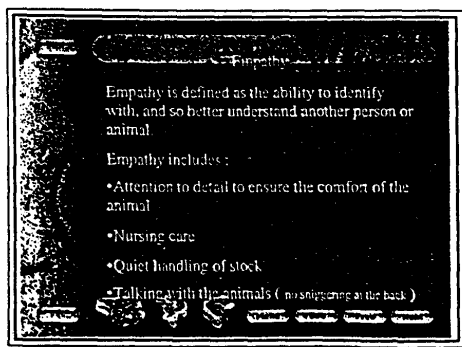 Empathy
Empathy is defined as the ability to identify
with, and so better understand another person or
animal.
Empathy includes :
•Attention to detail to ensure the comfort of the
animal
•Nursing care
•Quiet handling of stock
•Talking with the animals ( no sniggering at the back )